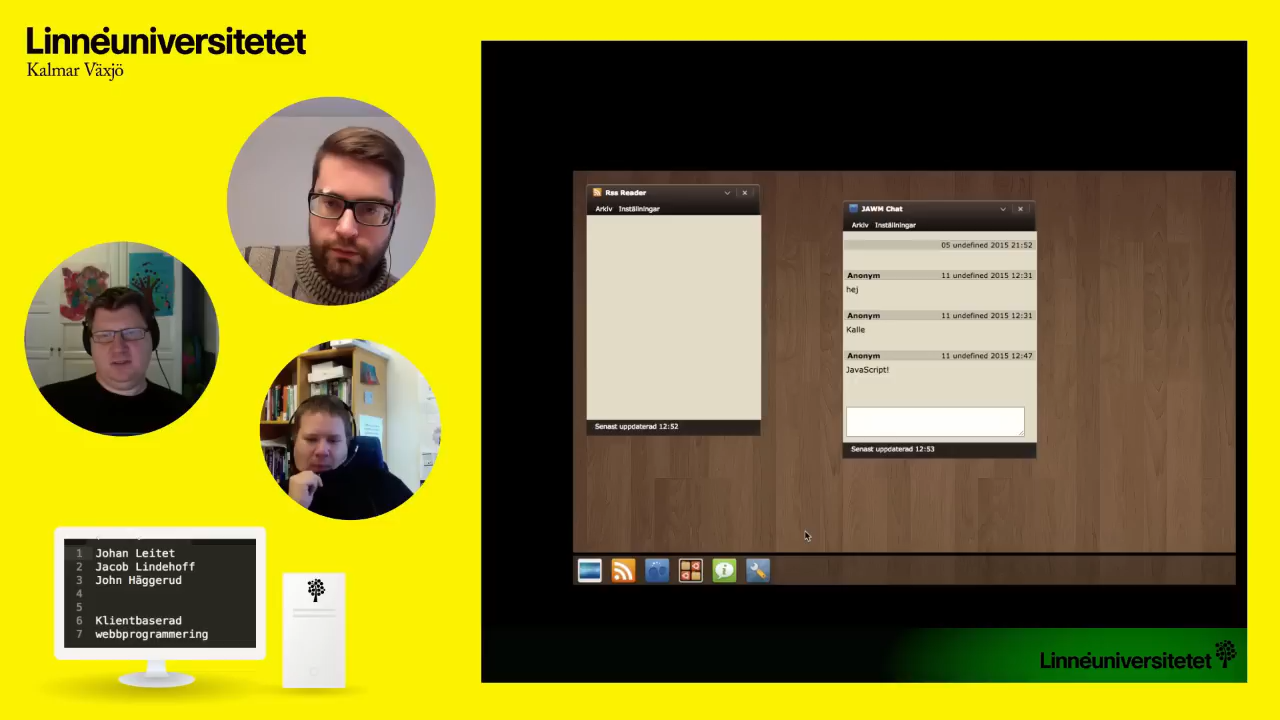 Linnéuniversitetet
Kalmar Växjö
1 Johan Leitet
2 Jacob Lindehoff
3 John Häggerud
4
5
6 Klientbaserad
7 webbprogrammering
Rss Reader
Arkiv Inställningar
Senast uppdaterad 12:52
JAWM Chat
Arkiv Inställningar
05 undefined 2015 21:52
Anonym 11 undefined 2015 12:31
hej
Anonym 11 undefined 2015 12:31
Kalle
Anonym 11 undefined 2015 12:47
JavaScript!
Senast uppdaterad 12:53
Linnéuniversitetet